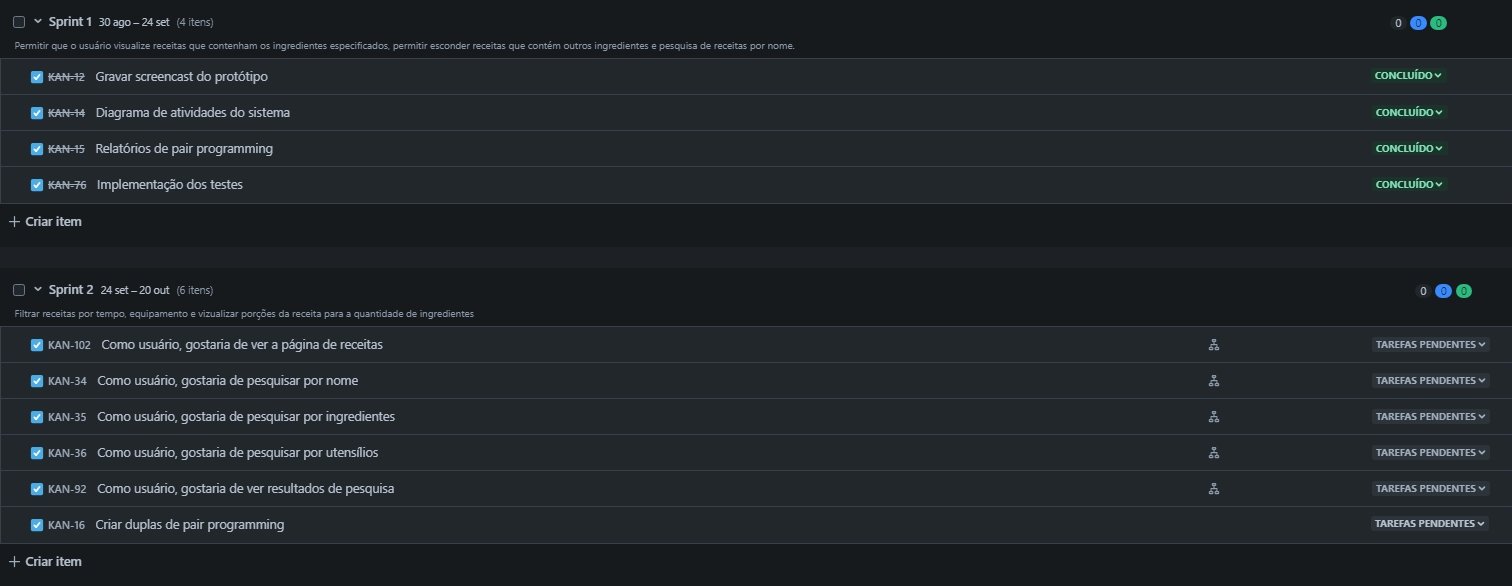 Sprint 1 30 ago – 24 set (4 itens) 0 0 0
Permitir que o usuário visualize receitas que contenham os ingredientes especificados, permitir esconder receitas que contém outros ingredientes e pesquisa de receitas por nome.
KAN-12 Gravar screencast do protótipo CONCLUÍDO
KAN-14 Diagrama de atividades do sistema CONCLUÍDO
KAN-15 Relatórios de pair programming CONCLUÍDO
KAN-76 Implementação dos testes CONCLUÍDO
+ Criar item
Sprint 2 24 set – 20 out (6 itens) 0 0 0
Filtrar receitas por tempo, equipamento e vizualizar porções da receita para a quantidade de ingredientes
KAN-102 Como usuário, gostaria de ver a página de receitas TAREFAS PENDENTES
KAN-34 Como usuário, gostaria de pesquisar por nome TAREFAS PENDENTES
KAN-35 Como usuário, gostaria de pesquisar por ingredientes TAREFAS PENDENTES
KAN-36 Como usuário, gostaria de pesquisar por utensílios TAREFAS PENDENTES
KAN-92 Como usuário, gostaria de ver resultados de pesquisa TAREFAS PENDENTES
KAN-16 Criar duplas de pair programming TAREFAS PENDENTES
+ Criar item